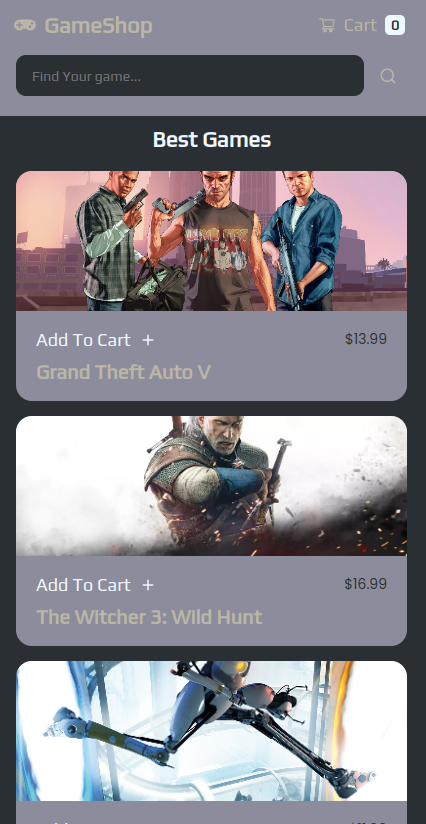 GameShop
Cart 0
Find Your game...
Best Games
Add To Cart + $13.99
Grand Theft Auto V
Add To Cart + $16.99
The Witcher 3: Wild Hunt